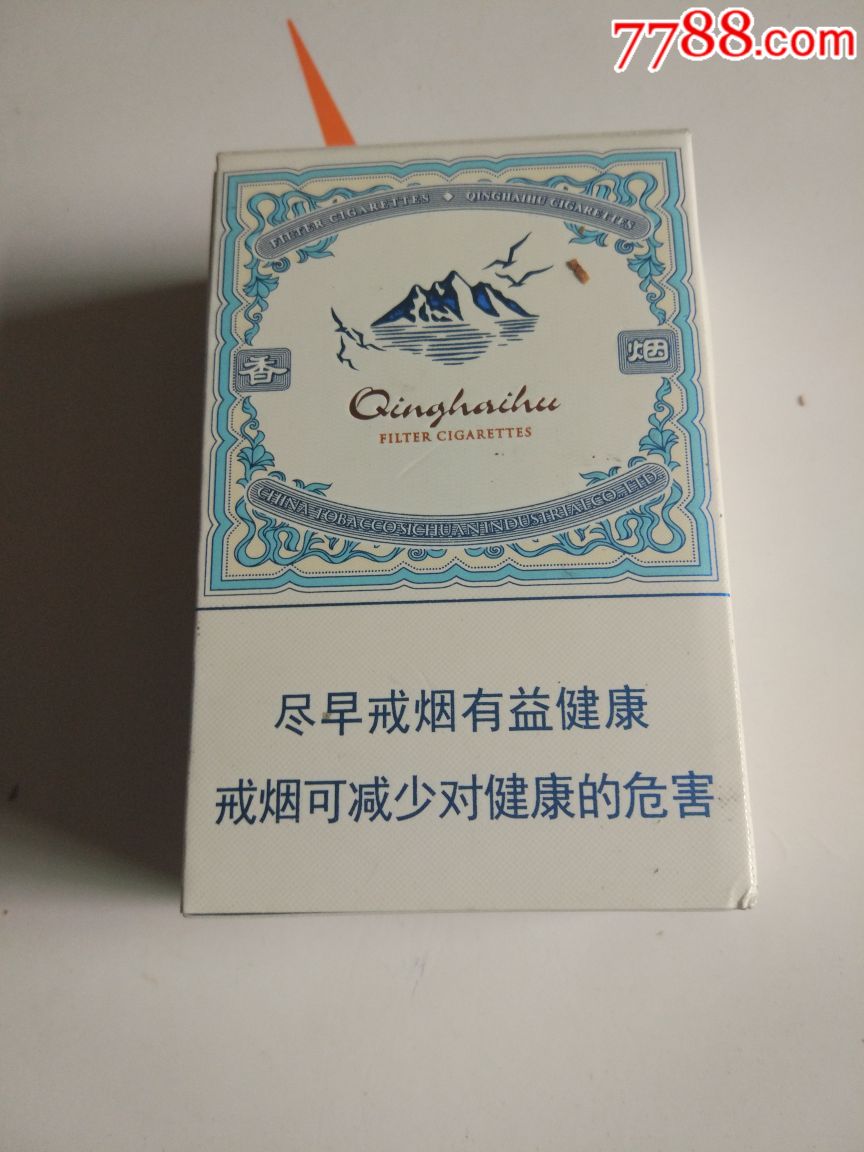 7788.com
FILTER CIGARETTES ◆ QINGHAIHU CIGARETTES
香 烟
Qinghaihu
FILTER CIGARETTES
CHINA TOBACCO SICHUAN INDUSTRIAL CO., LTD.
尽早戒烟有益健康
戒烟可减少对健康的危害